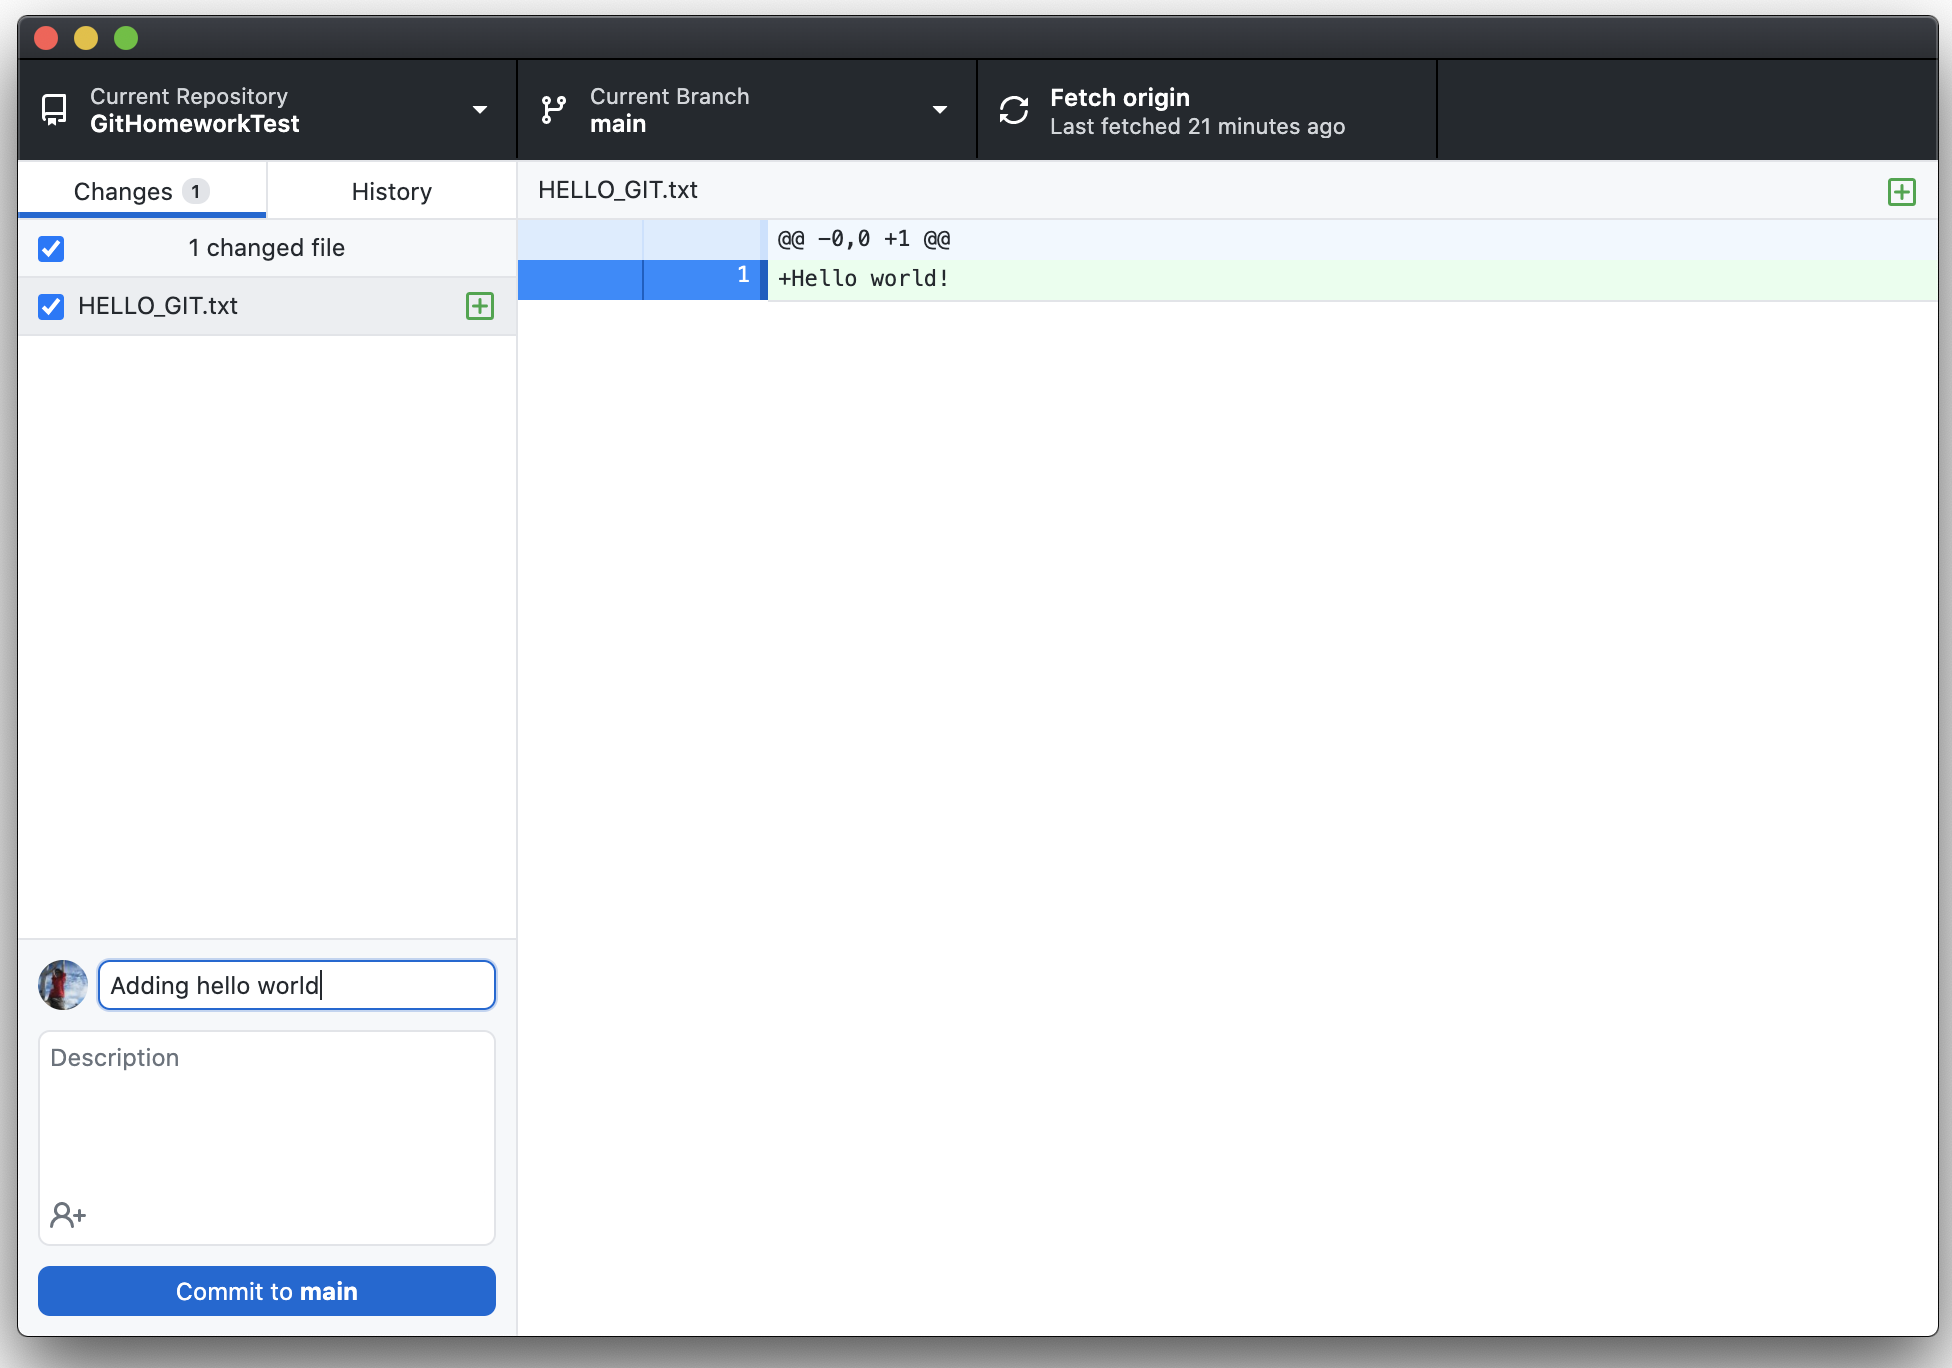 Current Repository
GitHomeworkTest
Current Branch
main
Fetch origin
Last fetched 21 minutes ago
Changes 1
History
HELLO_GIT.txt
1 changed file
@@ -0,0 +1 @@
HELLO_GIT.txt
1 +Hello world!
Adding hello world
Description
Commit to main